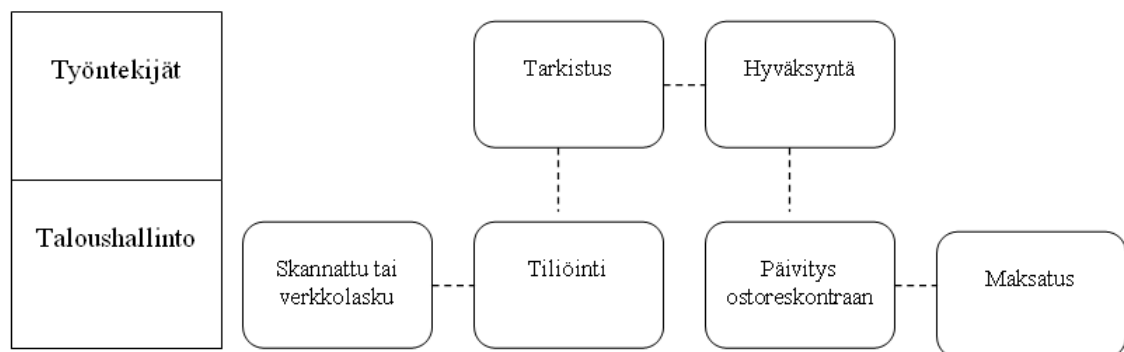 Työntekijät
Tarkistus
Hyväksyntä
Taloushallinto
Skannattu tai
verkkolasku
Tiliöinti
Päivitys
ostoreskontraan
Maksatus